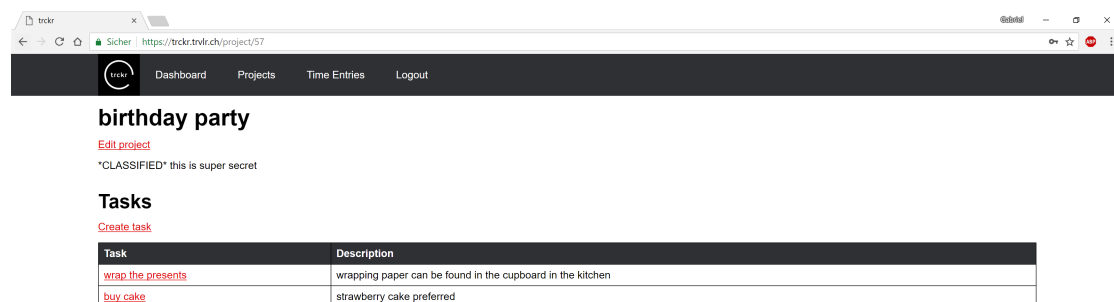 trckr
Gabriel
Sicher https://trckr.trvlr.ch/project/57
ABP
trckr Dashboard Projects Time Entries Logout
birthday party
Edit project
*CLASSIFIED* this is super secret
Tasks
Create task
Task Description
wrap the presents wrapping paper can be found in the cupboard in the kitchen
buy cake strawberry cake preferred